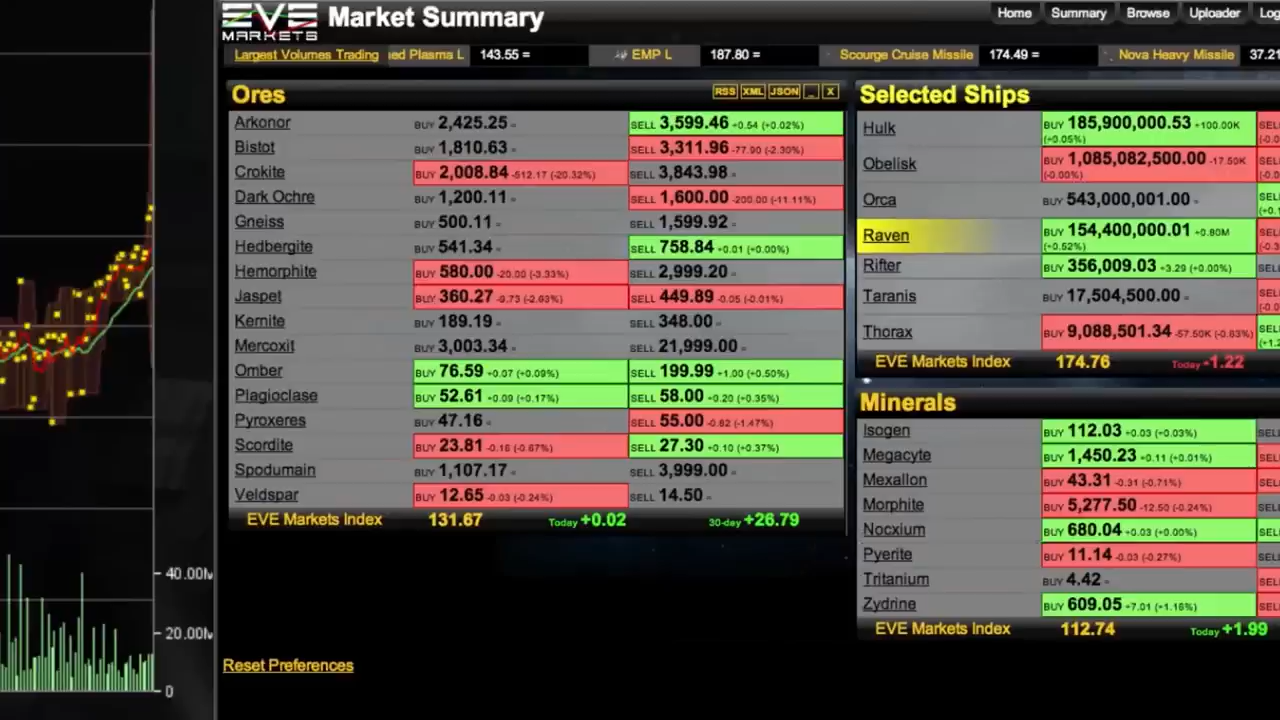 EVE MARKETS Market Summary
Home Summary Browse Uploader Log
Largest Volumes Trading ed Plasma L 143.55 = EMP L 187.80 = Scourge Cruise Missile 174.49 = Nova Heavy Missile 37.21
Ores RSS XML JSON _ X
Arkonor BUY 2,425.25 = SELL 3,599.46 +0.54 (+0.02%)
Bistot BUY 1,810.63 = SELL 3,311.96 -77.90 (-2.30%)
Crokite BUY 2,008.84 -512.17 (-20.32%) SELL 3,843.98 =
Dark Ochre BUY 1,200.11 = SELL 1,600.00 -200.00 (-11.11%)
Gneiss BUY 500.11 = SELL 1,599.92 =
Hedbergite BUY 541.34 = SELL 758.84 +0.01 (+0.00%)
Hemorphite BUY 580.00 -20.00 (-3.33%) SELL 2,999.20 =
Jaspet BUY 360.27 -9.73 (-2.63%) SELL 449.89 -0.05 (-0.01%)
Kernite BUY 189.19 = SELL 348.00 =
Mercoxit BUY 3,003.34 = SELL 21,999.00 =
Omber BUY 76.59 +0.07 (+0.09%) SELL 199.99 +1.00 (+0.50%)
Plagioclase BUY 52.61 +0.09 (+0.17%) SELL 58.00 +0.20 (+0.35%)
Pyroxeres BUY 47.16 = SELL 55.00 -0.82 (-1.47%)
Scordite BUY 23.81 -0.16 (-0.67%) SELL 27.30 +0.10 (+0.37%)
Spodumain BUY 1,107.17 = SELL 3,999.00 =
Veldspar BUY 12.65 -0.03 (-0.24%) SELL 14.50 =
EVE Markets Index 131.67 Today +0.02 30-day +26.79
Selected Ships
Hulk BUY 185,900,000.53 +100.00K (+0.05%) SEL
Obelisk BUY 1,085,082,500.00 -17.50K (-0.00%)
Orca BUY 543,000,001.00 = SEL
Raven BUY 154,400,000.01 +0.80M (+0.52%) SEL
Rifter BUY 356,009.03 +3.29 (+0.00%) SEL
Taranis BUY 17,504,500.00 = SEL
Thorax BUY 9,088,501.34 -57.50K (-0.63%) SEL
EVE Markets Index 174.76 Today -1.22
Minerals
Isogen BUY 112.03 +0.03 (+0.03%) SEL
Megacyte BUY 1,450.23 +0.11 (+0.01%) SEL
Mexallon BUY 43.31 -0.31 (-0.71%) SEL
Morphite BUY 5,277.50 -12.50 (-0.24%) SEL
Nocxium BUY 680.04 +0.03 (+0.00%) SEL
Pyerite BUY 11.14 -0.03 (-0.27%) SEL
Tritanium BUY 4.42 = SEL
Zydrine BUY 609.05 +7.01 (+1.16%) SEL
EVE Markets Index 112.74 Today +1.99
40.00M
20.00M
0
Reset Preferences